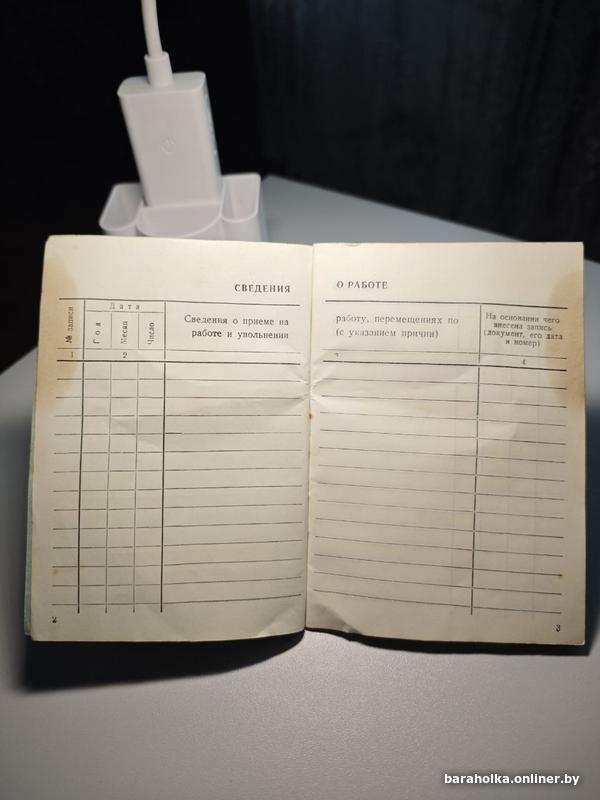 СВЕДЕНИЯ
№ записи
Дата
Год
Месяц
Число
Сведения о приеме на
работе и увольнении
1
2
О РАБОТЕ
работу, перемещениях по
(с указанием причин)
На основании чего
внесена запись
(документ, его дата
и номер)
3
4
2
3
baraholka.onliner.by